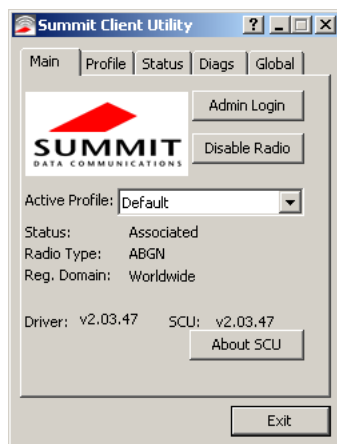 Summit Client Utility ?
Main Profile Status Diags Global
Admin Login
SUMMIT
DATA COMMUNICATIONS
Disable Radio
Active Profile: Default
Status: Associated
Radio Type: ABGN
Reg. Domain: Worldwide
Driver: v2.03.47 SCU: v2.03.47
About SCU
Exit